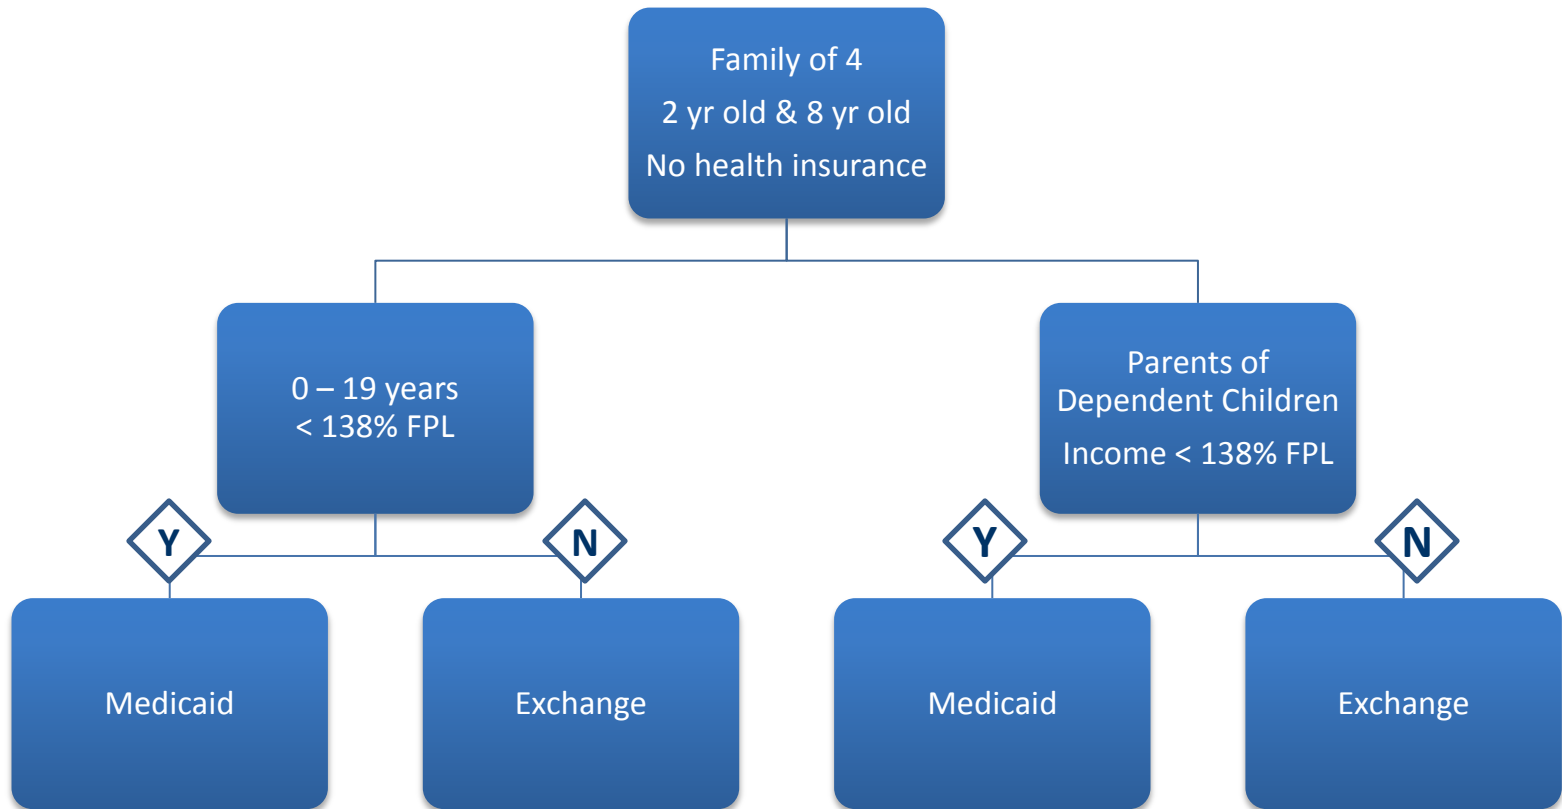 Family of 4
2 yr old & 8 yr old
No health insurance
0 – 19 years
< 138% FPL
Parents of
Dependent Children
Income < 138% FPL
Y
N
Y
N
Medicaid
Exchange
Medicaid
Exchange